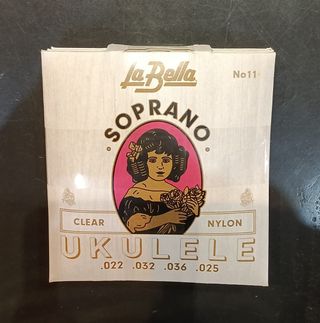 La Bella
No11
SOPRANO
CLEAR NYLON
UKULELE
.022 .032 .036 .025